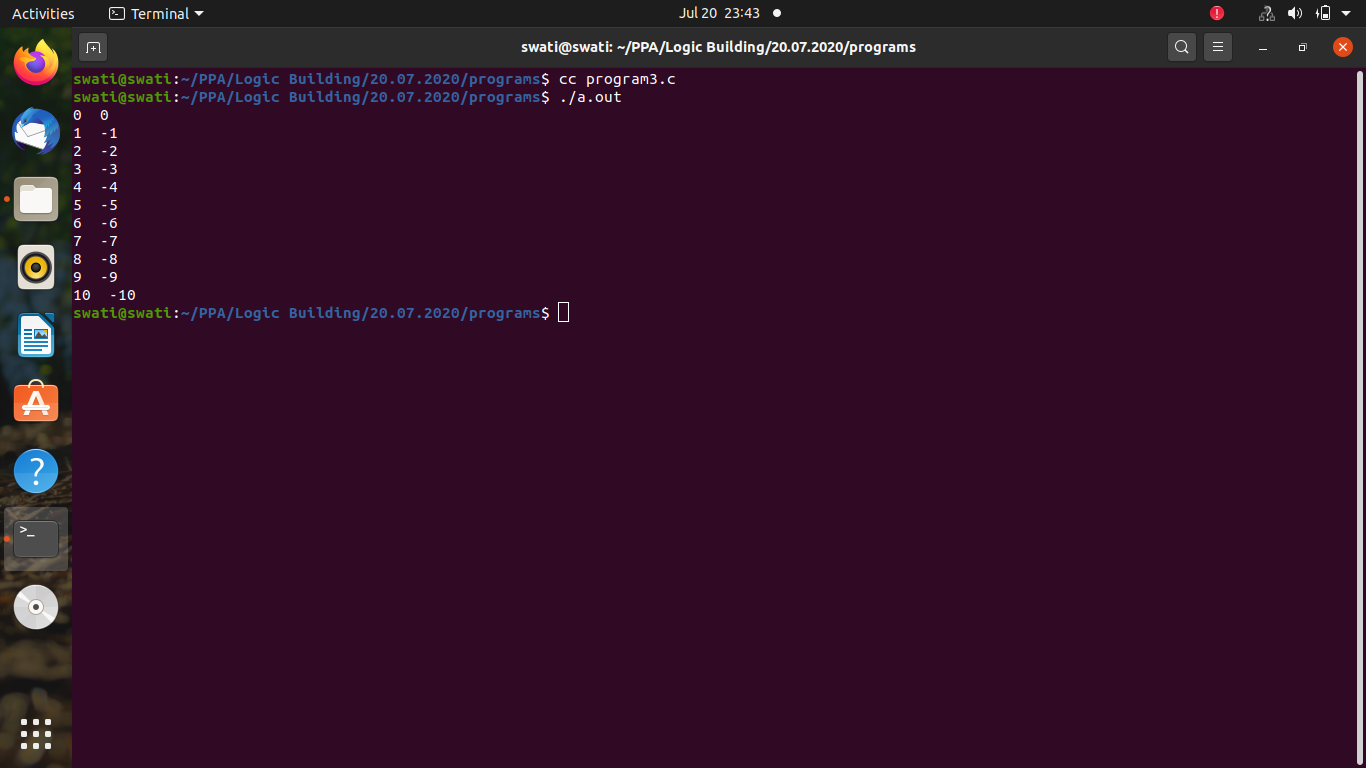 Activities Terminal Jul 20 23:43
swati@swati: ~/PPA/Logic Building/20.07.2020/programs
swati@swati:~/PPA/Logic Building/20.07.2020/programs$ cc program3.c
swati@swati:~/PPA/Logic Building/20.07.2020/programs$ ./a.out
0  0
1  -1
2  -2
3  -3
4  -4
5  -5
6  -6
7  -7
8  -8
9  -9
10  -10
swati@swati:~/PPA/Logic Building/20.07.2020/programs$